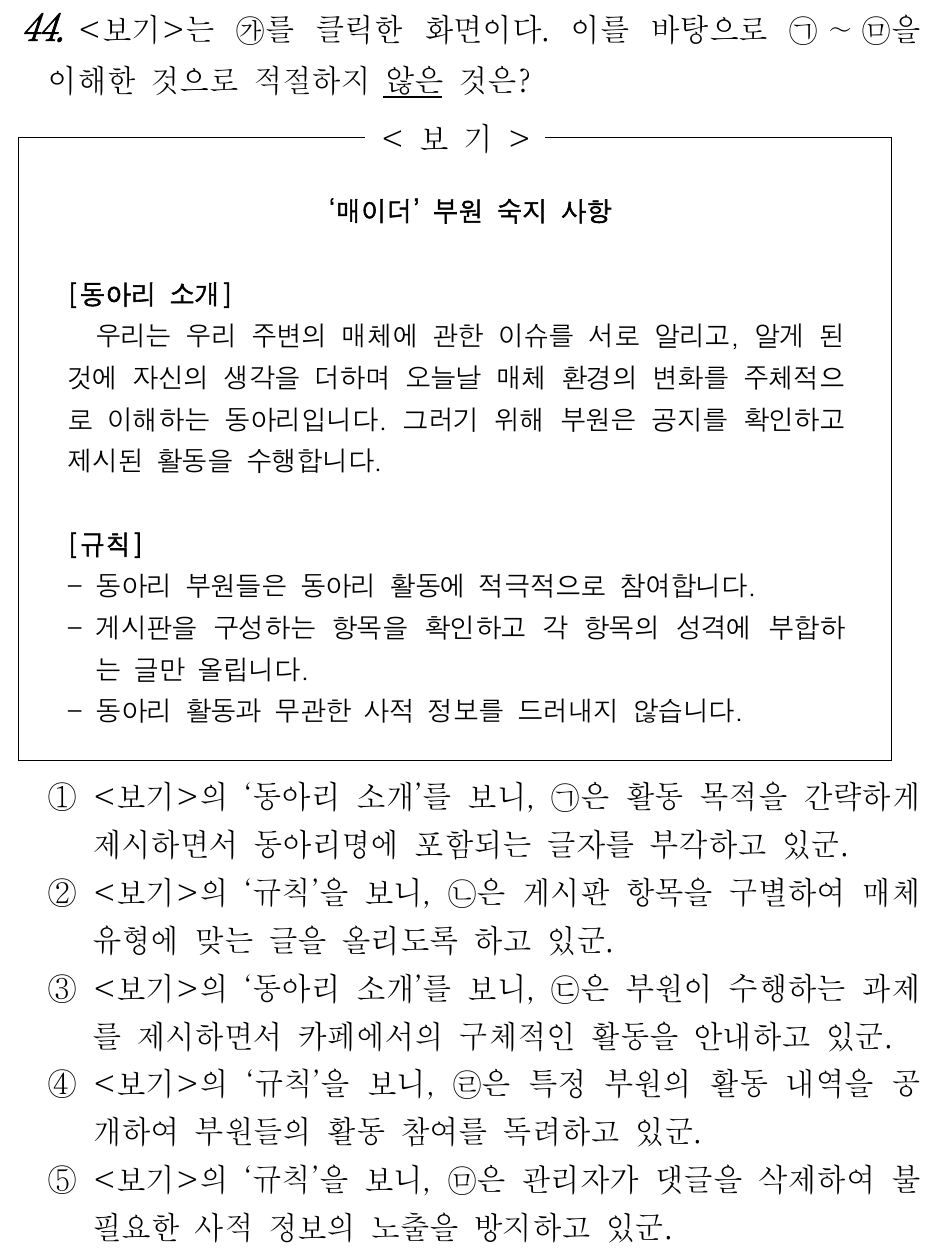 44. <보기>는 ㉮를 클릭한 화면이다. 이를 바탕으로 ㉠ ~ ㉤을
이해한 것으로 적절하지 않은 것은?
< 보 기 >
‘매이더’ 부원 숙지 사항
[동아리 소개]
우리는 우리 주변의 매체에 관한 이슈를 서로 알리고, 알게 된
것에 자신의 생각을 더하며 오늘날 매체 환경의 변화를 주체적으
로 이해하는 동아리입니다. 그러기 위해 부원은 공지를 확인하고
제시된 활동을 수행합니다.
[규칙]
- 동아리 부원들은 동아리 활동에 적극적으로 참여합니다.
- 게시판을 구성하는 항목을 확인하고 각 항목의 성격에 부합하
는 글만 올립니다.
- 동아리 활동과 무관한 사적 정보를 드러내지 않습니다.
① <보기>의 ‘동아리 소개’를 보니, ㉠은 활동 목적을 간략하게
제시하면서 동아리명에 포함되는 글자를 부각하고 있군.
② <보기>의 ‘규칙’을 보니, ㉡은 게시판 항목을 구별하여 매체
유형에 맞는 글을 올리도록 하고 있군.
③ <보기>의 ‘동아리 소개’를 보니, ㉢은 부원이 수행하는 과제
를 제시하면서 카페에서의 구체적인 활동을 안내하고 있군.
④ <보기>의 ‘규칙’을 보니, ㉣은 특정 부원의 활동 내역을 공
개하여 부원들의 활동 참여를 독려하고 있군.
⑤ <보기>의 ‘규칙’을 보니, ㉤은 관리자가 댓글을 삭제하여 불
필요한 사적 정보의 노출을 방지하고 있군.